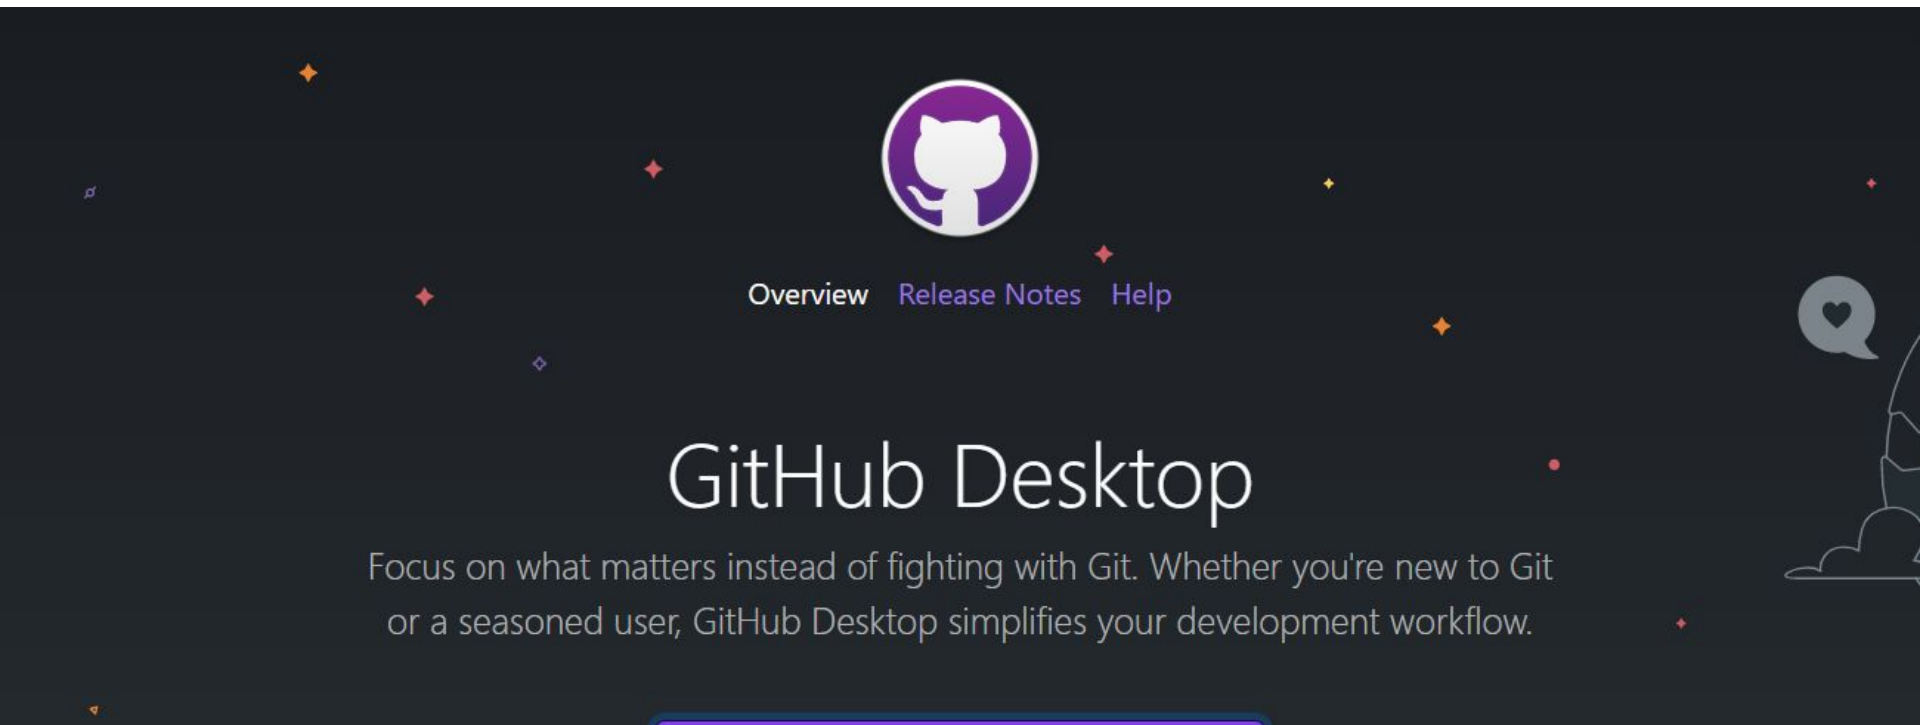 Overview Release Notes Help
GitHub Desktop
Focus on what matters instead of fighting with Git. Whether you're new to Git
or a seasoned user, GitHub Desktop simplifies your development workflow.